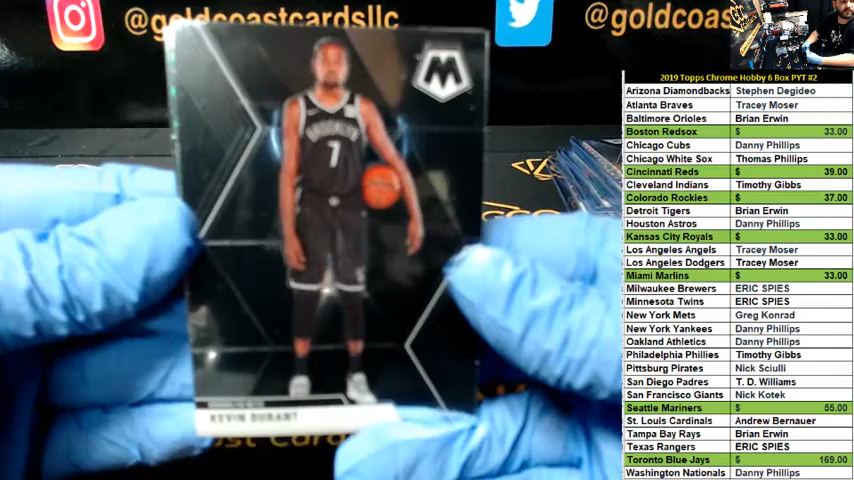 @goldcoastcardsllc
@goldcoas
M
BROOKLYN
7
KEVIN DURANT
2019 Topps Chrome Hobby 6 Box PYT #2
Arizona Diamondbacks Stephen Degideo
Atlanta Braves Tracey Moser
Baltimore Orioles Brian Erwin
Boston Redsox $ 33.00
Chicago Cubs Danny Phillips
Chicago White Sox Thomas Phillips
Cincinnati Reds $ 39.00
Cleveland Indians Timothy Gibbs
Colorado Rockies $ 37.00
Detroit Tigers Brian Erwin
Houston Astros Danny Phillips
Kansas City Royals $ 33.00
Los Angeles Angels Tracey Moser
Los Angeles Dodgers Tracey Moser
Miami Marlins $ 33.00
Milwaukee Brewers ERIC SPIES
Minnesota Twins ERIC SPIES
New York Mets Greg Konrad
New York Yankees Danny Phillips
Oakland Athletics Danny Phillips
Philadelphia Phillies Timothy Gibbs
Pittsburg Pirates Nick Sciulli
San Diego Padres T. D. Williams
San Francisco Giants Nick Kotek
Seattle Mariners $ 55.00
St. Louis Cardinals Andrew Bernauer
Tampa Bay Rays Brian Erwin
Texas Rangers ERIC SPIES
Toronto Blue Jays $ 169.00
Washington Nationals Danny Phillips